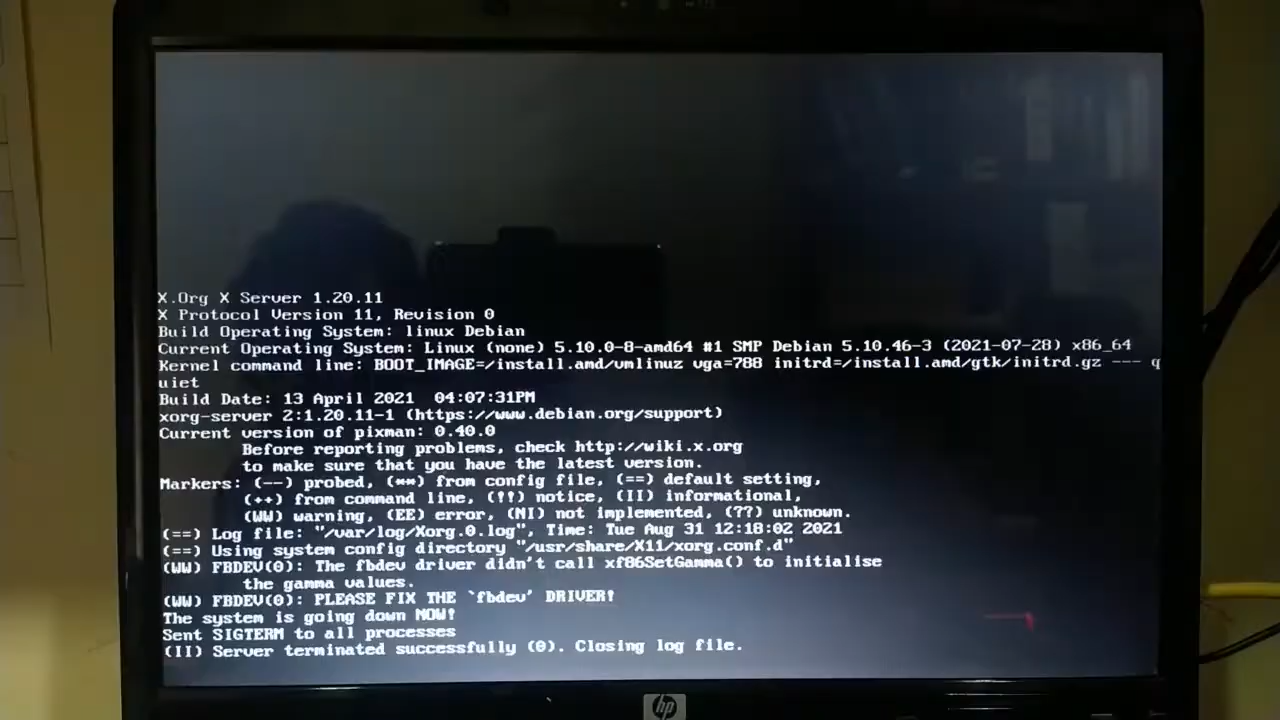 X.Org X Server 1.20.11
X Protocol Version 11, Revision 0
Build Operating System: linux Debian
Current Operating System: Linux (none) 5.10.0-8-amd64 #1 SMP Debian 5.10.46-3 (2021-07-28) x86_64
Kernel command line: BOOT_IMAGE=/install.amd/vmlinuz vga=788 initrd=/install.amd/gtk/initrd.gz --- q
uiet
Build Date: 13 April 2021  04:07:31PM
xorg-server 2:1.20.11-1 (https://www.debian.org/support)
Current version of pixman: 0.40.0
Before reporting problems, check http://wiki.x.org
to make sure that you have the latest version.
Markers: (--) probed, (**) from config file, (==) default setting,
(++) from command line, (!!) notice, (II) informational,
(WW) warning, (EE) error, (NI) not implemented, (??) unknown.
(==) Log file: "/var/log/Xorg.0.log", Time: Tue Aug 31 12:18:02 2021
(==) Using system config directory "/usr/share/X11/xorg.conf.d"
(WW) FBDEV(0): The fbdev driver didn't call xf86SetGamma() to initialise
the gamma values.
(WW) FBDEV(0): PLEASE FIX THE `fbdev' DRIVER!
The system is going down NOW!
Sent SIGTERM to all processes
(II) Server terminated successfully (0). Closing log file.
hp